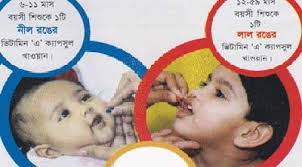 ৬-১১ মাস
বয়সী শিশুকে ১টি
নীল রঙের
ভিটামিন 'এ' ক্যাপসুল
খাওয়ান।
১২-৫৯ মাস
বয়সী শিশুকে ১টি
লাল রঙের
ভিটামিন 'এ' ক্যাপসুল
খাওয়ান।